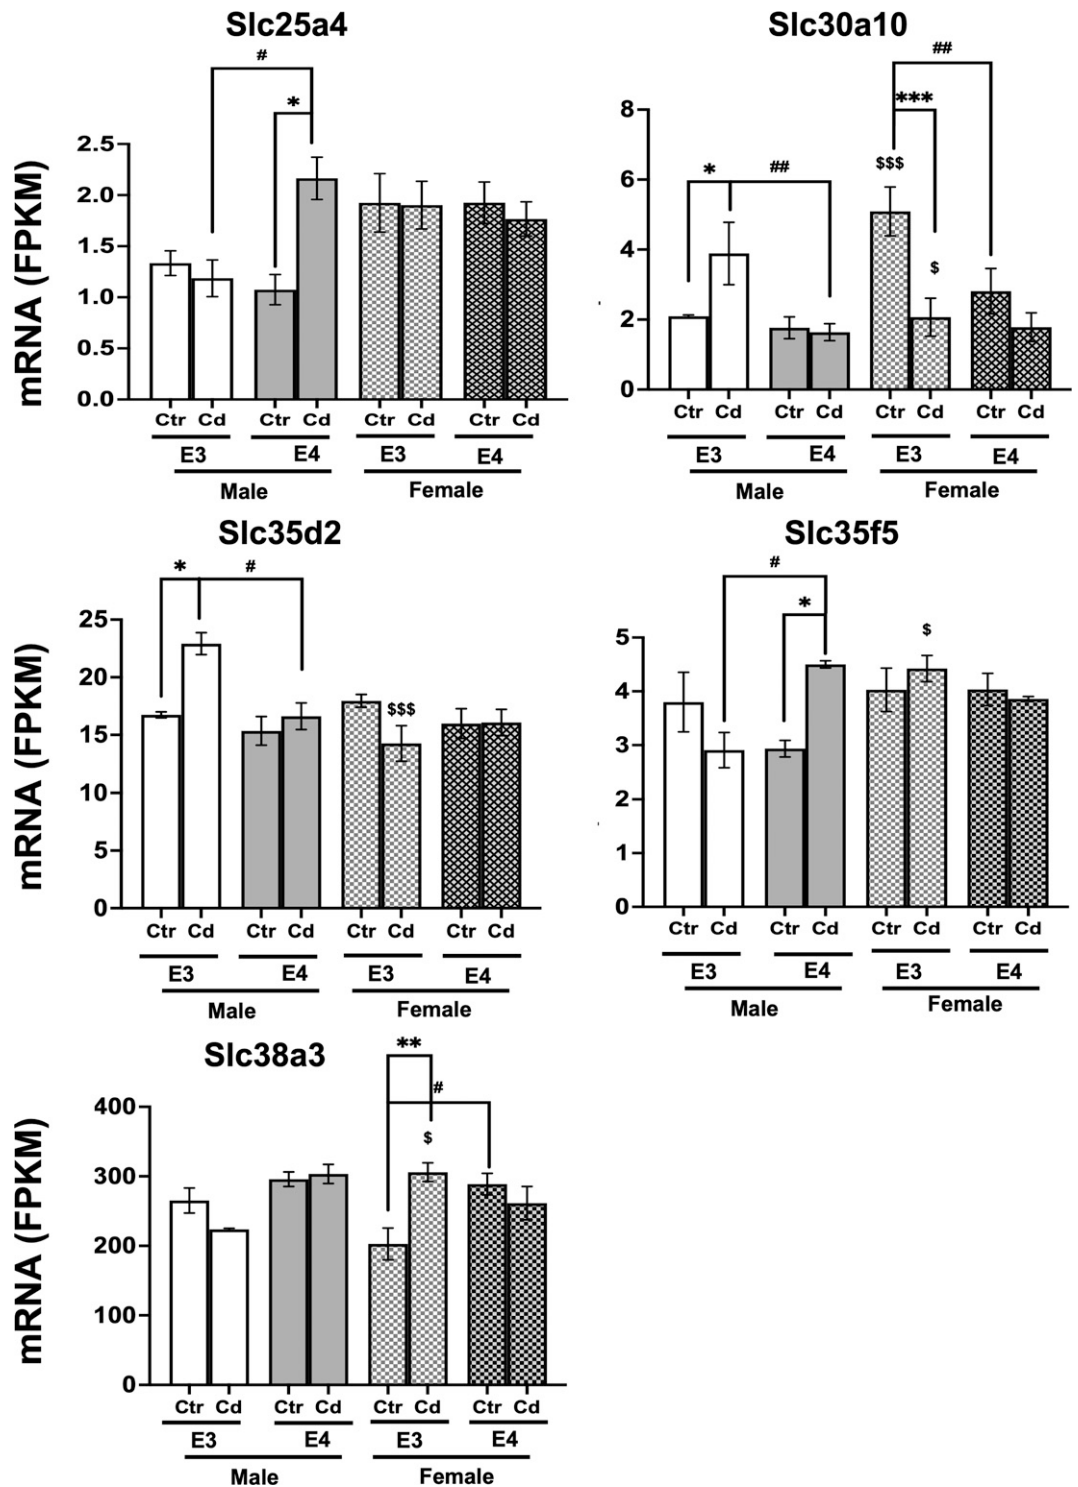 Slc25a4
#
*
mRNA (FPKM)
2.5
2.0
1.5
1.0
0.5
0.0
Ctr Cd Ctr Cd Ctr Cd Ctr Cd
E3 E4 E3 E4
Male Female
Slc30a10
##
***
$$$
* ##
$
8
6
4
2
0
Ctr Cd Ctr Cd Ctr Cd Ctr Cd
E3 E4 E3 E4
Male Female
Slc35d2
* #
$$$
mRNA (FPKM)
25
20
15
10
5
0
Ctr Cd Ctr Cd Ctr Cd Ctr Cd
E3 E4 E3 E4
Male Female
Slc35f5
#
*
$
5
4
3
2
1
0
Ctr Cd Ctr Cd Ctr Cd Ctr Cd
E3 E4 E3 E4
Male Female
Slc38a3
**
#
$
mRNA (FPKM)
400
300
200
100
0
Ctr Cd Ctr Cd Ctr Cd Ctr Cd
E3 E4 E3 E4
Male Female